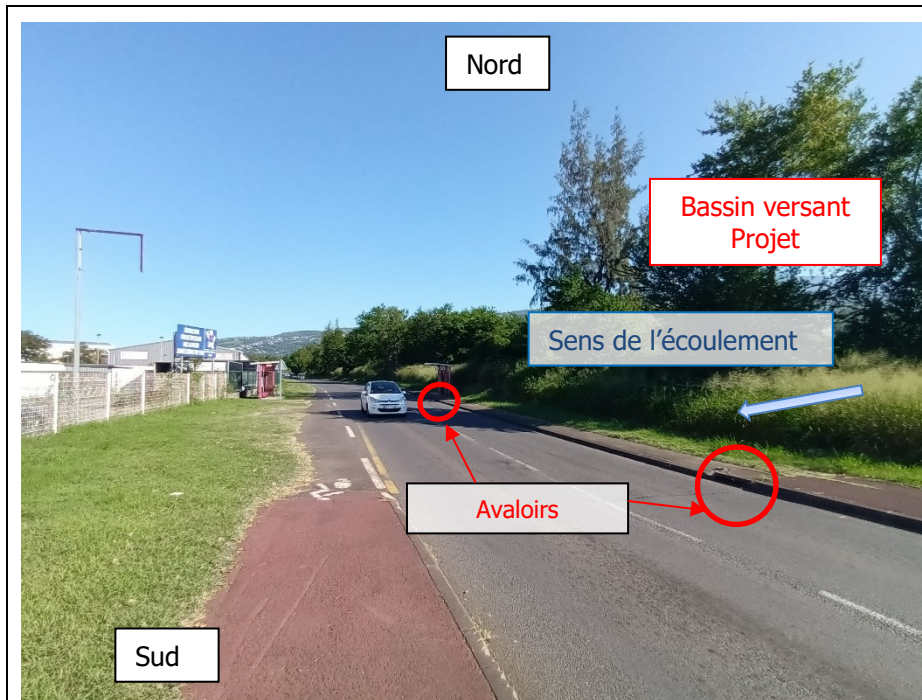 Nord
Bassin versant
Projet
Sens de l'écoulement
Avaloirs
Sud